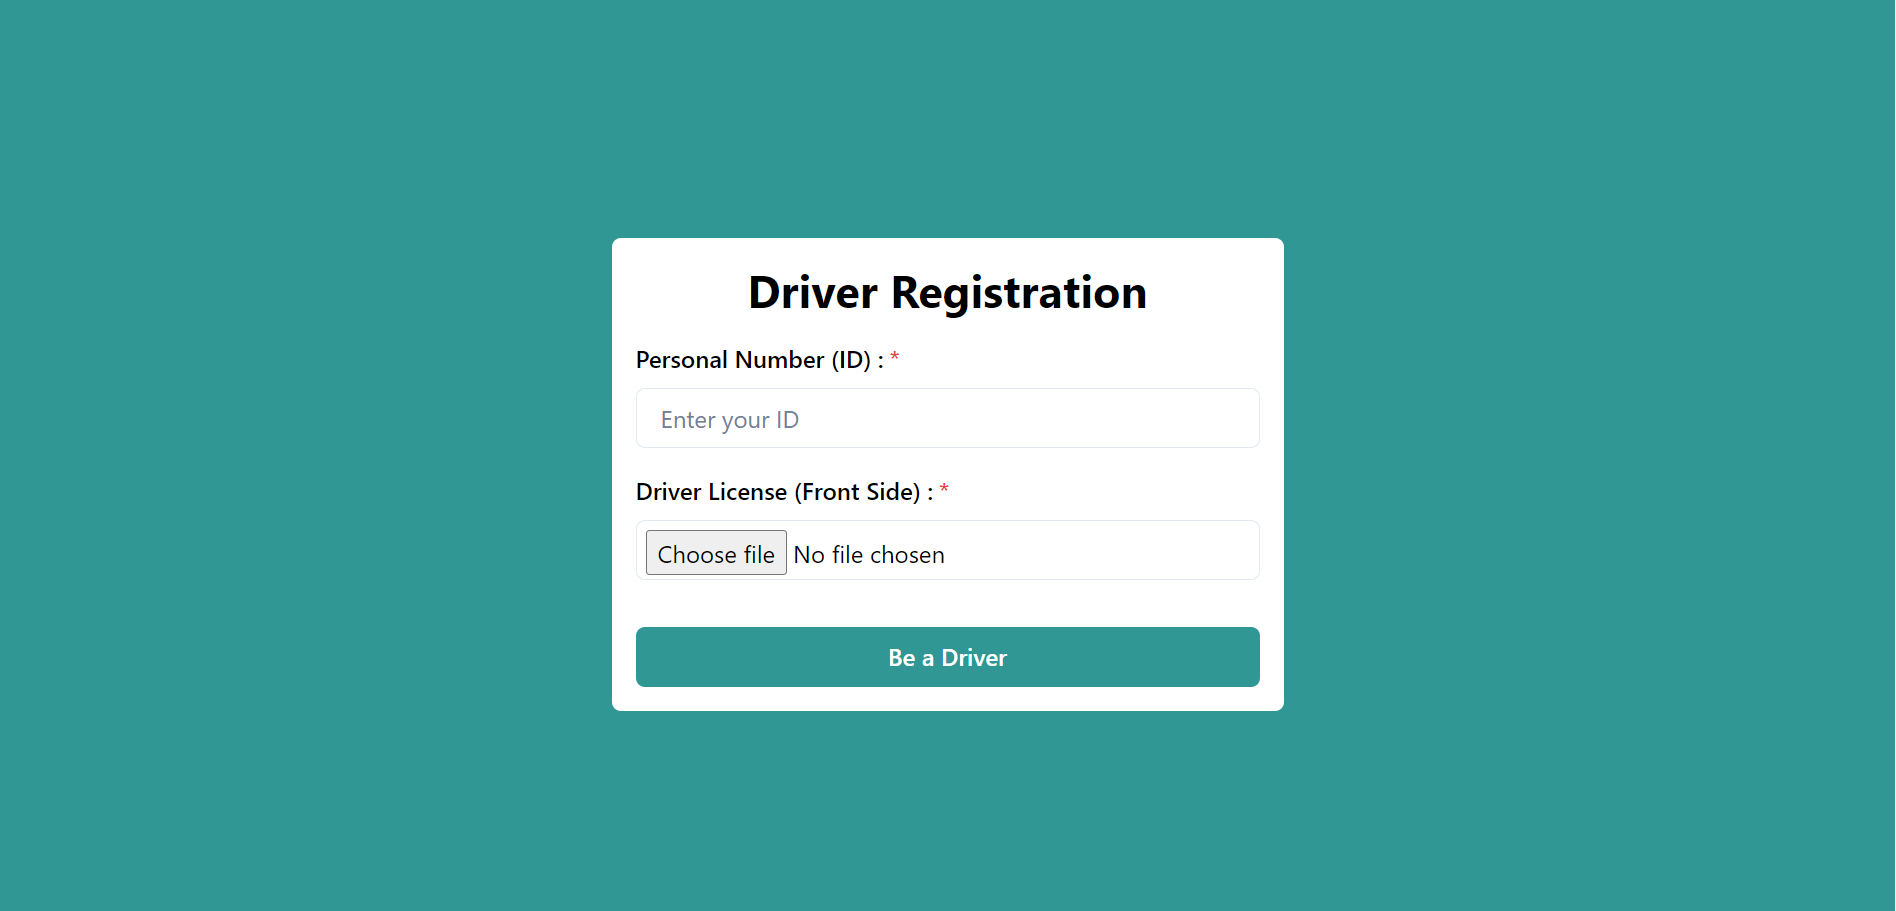 Driver Registration
Personal Number (ID) : *
Enter your ID
Driver License (Front Side) : *
Choose file No file chosen
Be a Driver